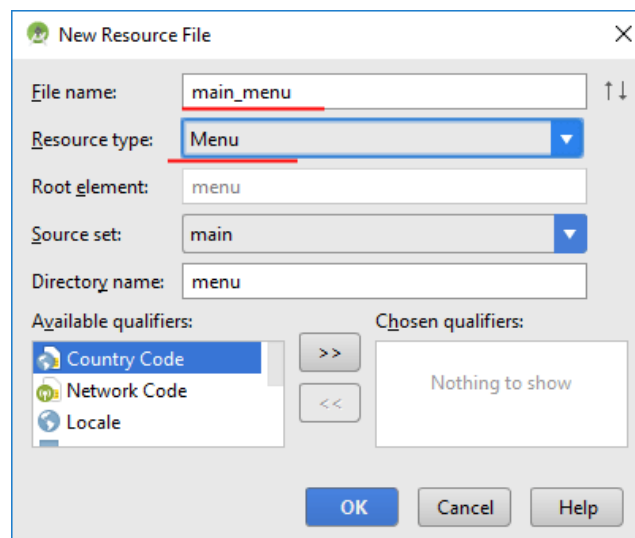 New Resource File
File name: main_menu
Resource type: Menu
Root element: menu
Source set: main
Directory name: menu
Available qualifiers: Chosen qualifiers:
Country Code >> Nothing to show
Network Code <<
Locale
OK Cancel Help